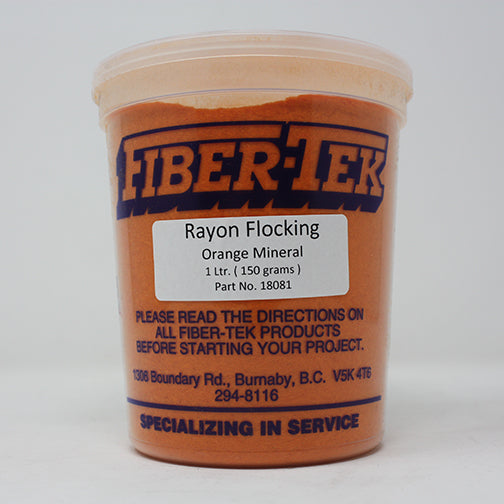 FIBER-TEK
Rayon Flocking
Orange Mineral
1 Ltr. ( 150 grams )
Part No. 18081
PLEASE READ THE DIRECTIONS ON
ALL FIBER-TEK PRODUCTS
BEFORE STARTING YOUR PROJECT.
1306 Boundary Rd., Burnaby, B.C. V5K 4T6
294-8116
SPECIALIZING IN SERVICE